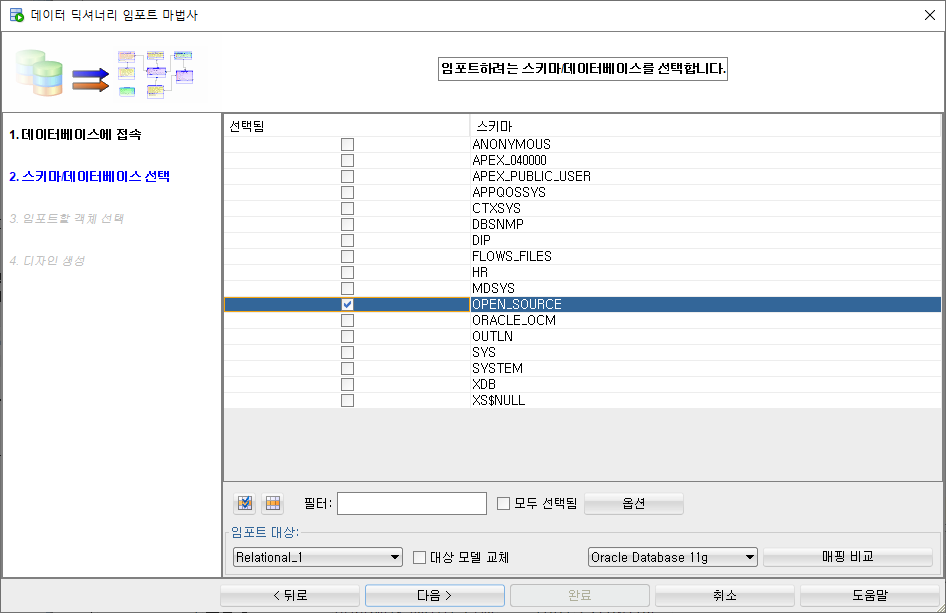 데이터 딕셔너리 임포트 마법사
임포트하려는 스키마/데이터베이스를 선택합니다.
1. 데이터베이스에 접속
2. 스키마/데이터베이스 선택
3. 임포트할 객체 선택
4. 디자인 생성
선택됨 스키마
ANONYMOUS
APEX_040000
APEX_PUBLIC_USER
APPQOSSYS
CTXSYS
DBSNMP
DIP
FLOWS_FILES
HR
MDSYS
OPEN_SOURCE
ORACLE_OCM
OUTLN
SYS
SYSTEM
XDB
XS$NULL
필터: 모두 선택됨 옵션
임포트 대상:
Relational_1 대상 모델 교체 Oracle Database 11g 매핑 비교
< 뒤로 다음 > 완료 취소 도움말